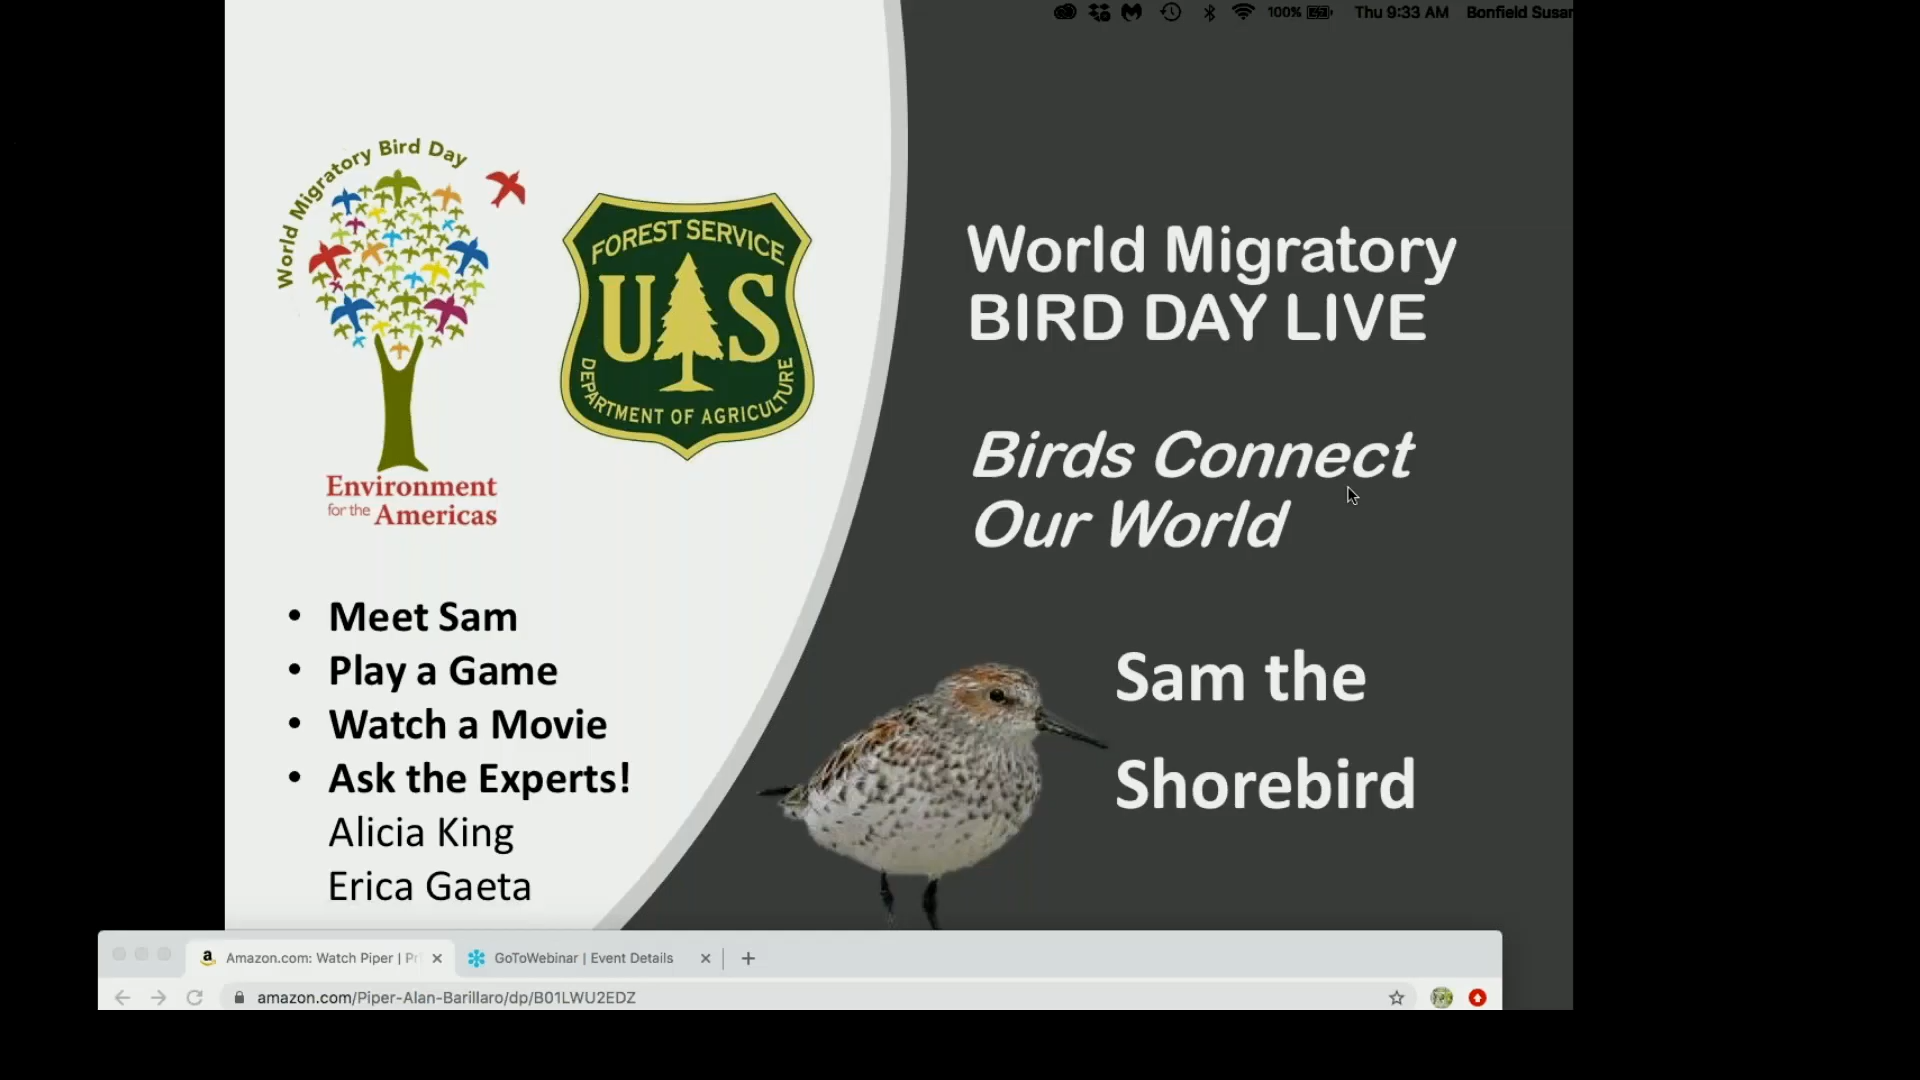 100%
Thu 9:33 AM
Bonfield Susan
World Migratory Bird Day
Environment
for the Americas
FOREST SERVICE
U S
DEPARTMENT OF AGRICULTURE
World Migratory
BIRD DAY LIVE
Birds Connect
Our World
• Meet Sam
• Play a Game
• Watch a Movie
• Ask the Experts!
Alicia King
Erica Gaeta
Sam the
Shorebird
Amazon.com: Watch Piper | Pr
GoToWebinar | Event Details
amazon.com/Piper-Alan-Barillaro/dp/B01LWU2EDZ